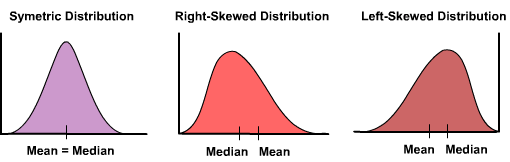 Symetric Distribution
Right-Skewed Distribution
Left-Skewed Distribution
Mean = Median
Median Mean
Mean Median